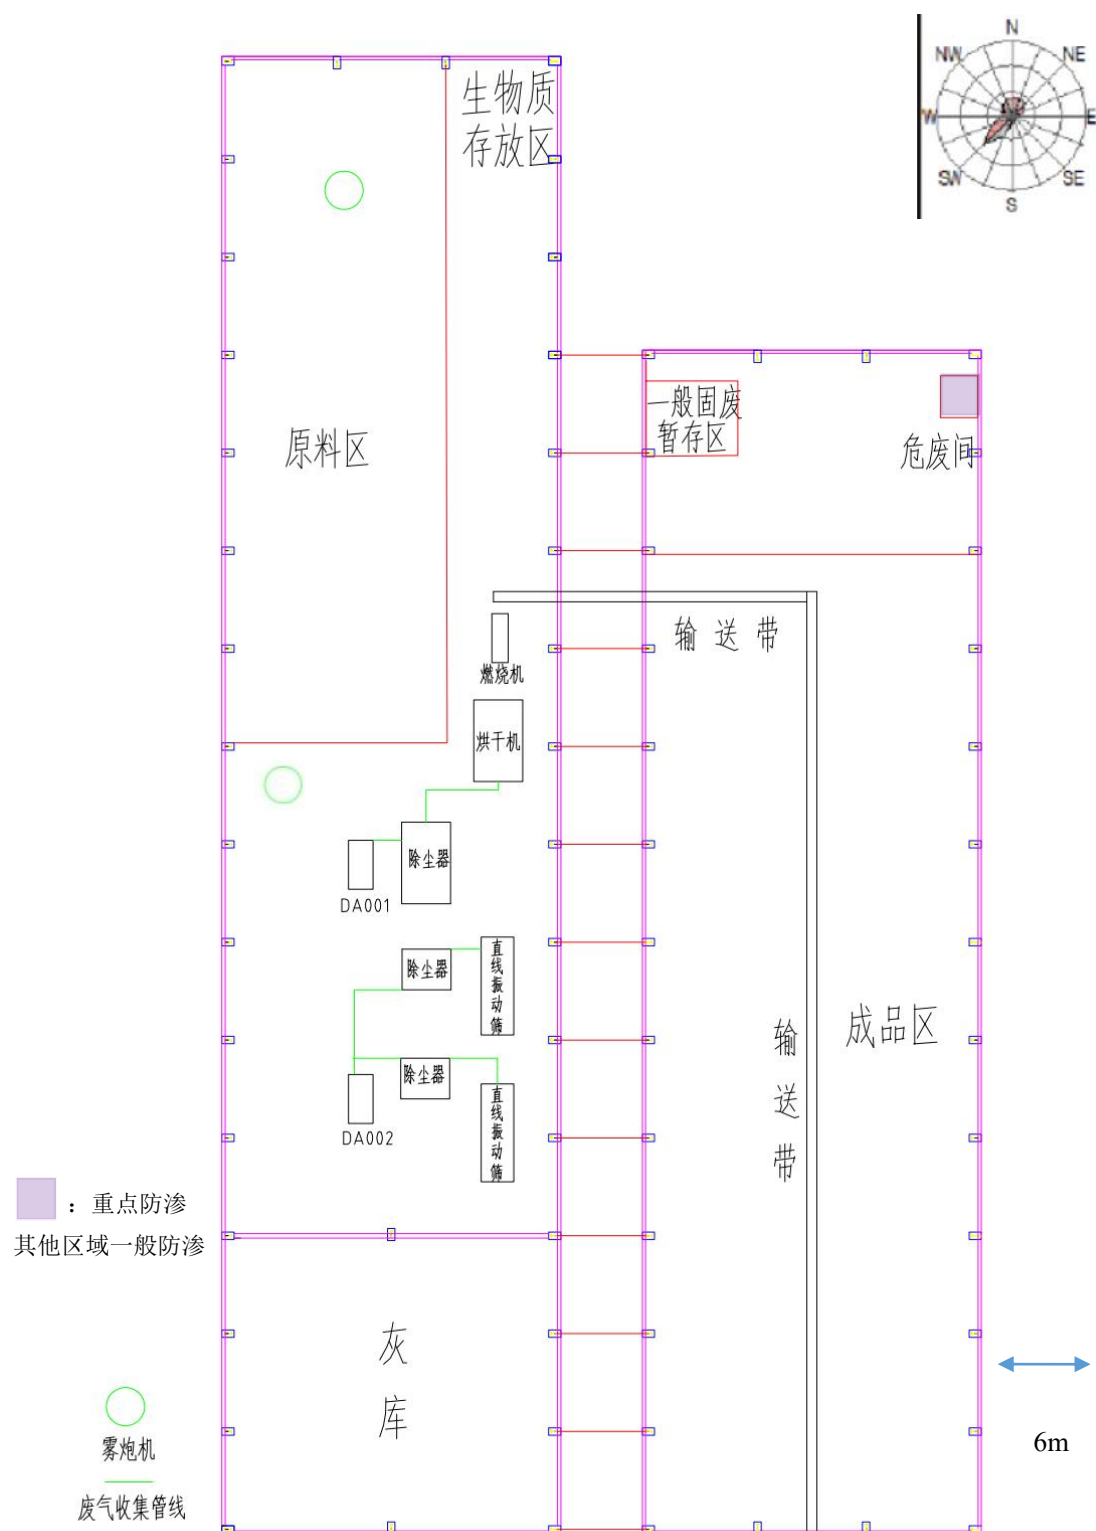 N
NW
NE
W
E
SW
SE
S
生物质
存放区
原料区
一般固废
暂存区
危废间
输送带
燃烧机
烘干机
除尘器
DA001
除尘器
直线振动筛
成品区
输送带
除尘器
直线振动筛
DA002
：重点防渗
其他区域一般防渗
灰库
雾炮机
6m
废气收集管线